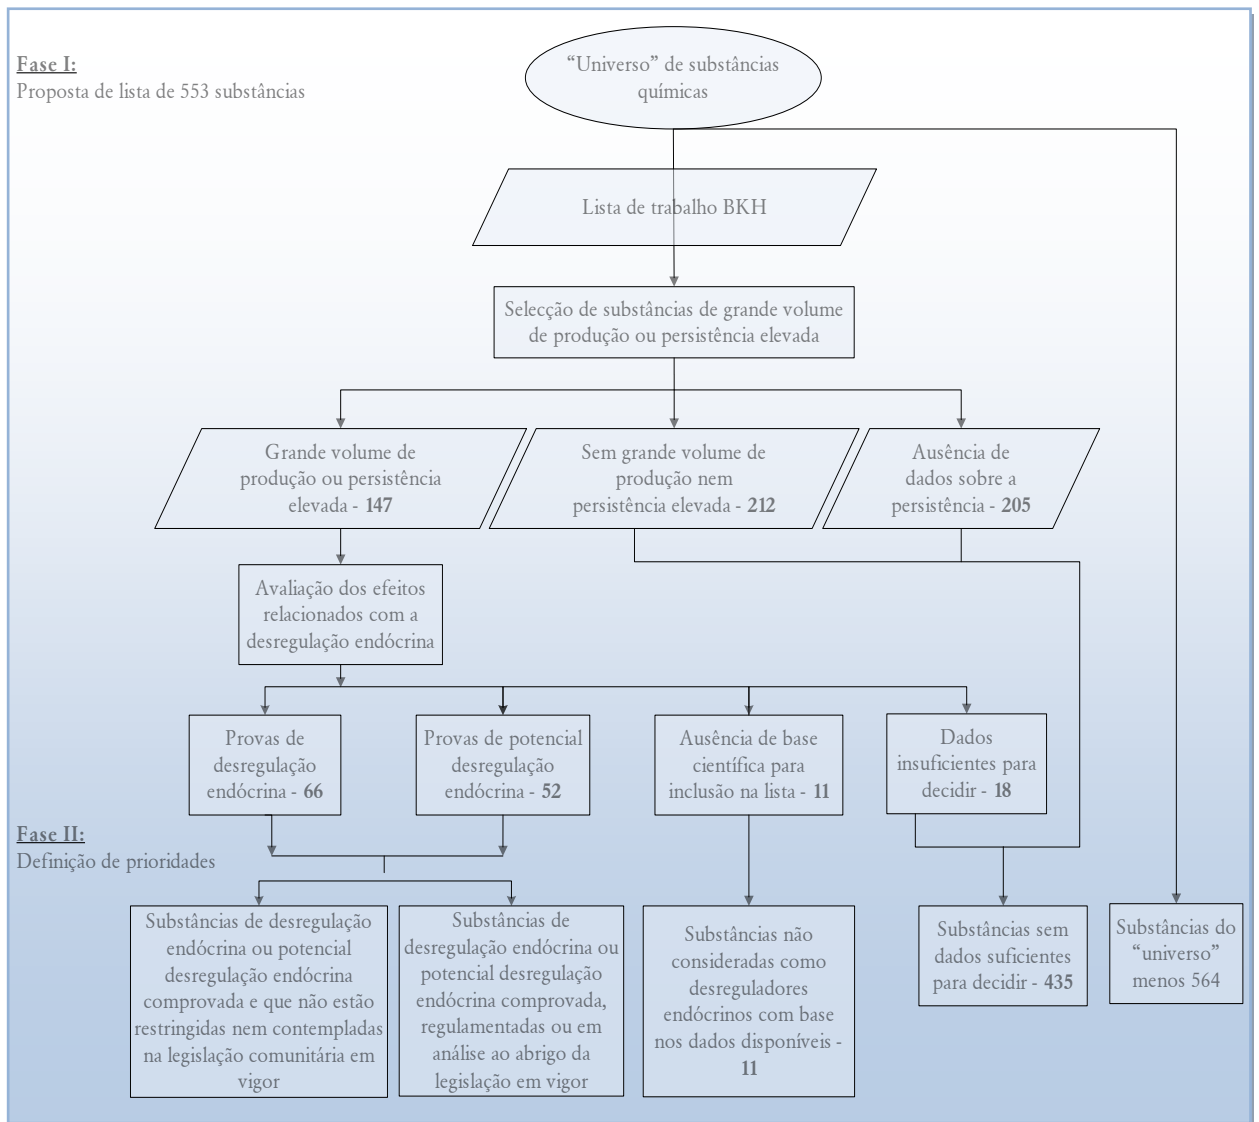 Fase I:
Proposta de lista de 553 substâncias
“Universo” de substâncias
químicas
Lista de trabalho BKH
Selecção de substâncias de grande volume
de produção ou persistência elevada
Grande volume de
produção ou persistência
elevada - 147
Sem grande volume de
produção nem
persistência elevada - 212
Ausência de
dados sobre a
persistência - 205
Avaliação dos efeitos
relacionados com a
desregulação endócrina
Provas de
desregulação
endócrina - 66
Provas de potencial
desregulação
endócrina - 52
Ausência de base
científica para
inclusão na lista - 11
Dados
insuficientes para
decidir - 18
Fase II:
Definição de prioridades
Substâncias de desregulação
endócrina ou potencial
desregulação endócrina
comprovada e que não estão
restringidas nem contempladas
na legislação comunitária em
vigor
Substâncias de
desregulação endócrina ou
potencial desregulação
endócrina comprovada,
regulamentadas ou em
análise ao abrigo da
legislação em vigor
Substâncias não
consideradas como
desreguladores
endócrinos com base
nos dados disponíveis -
11
Substâncias sem
dados suficientes
para decidir - 435
Substâncias do
“universo”
menos 564